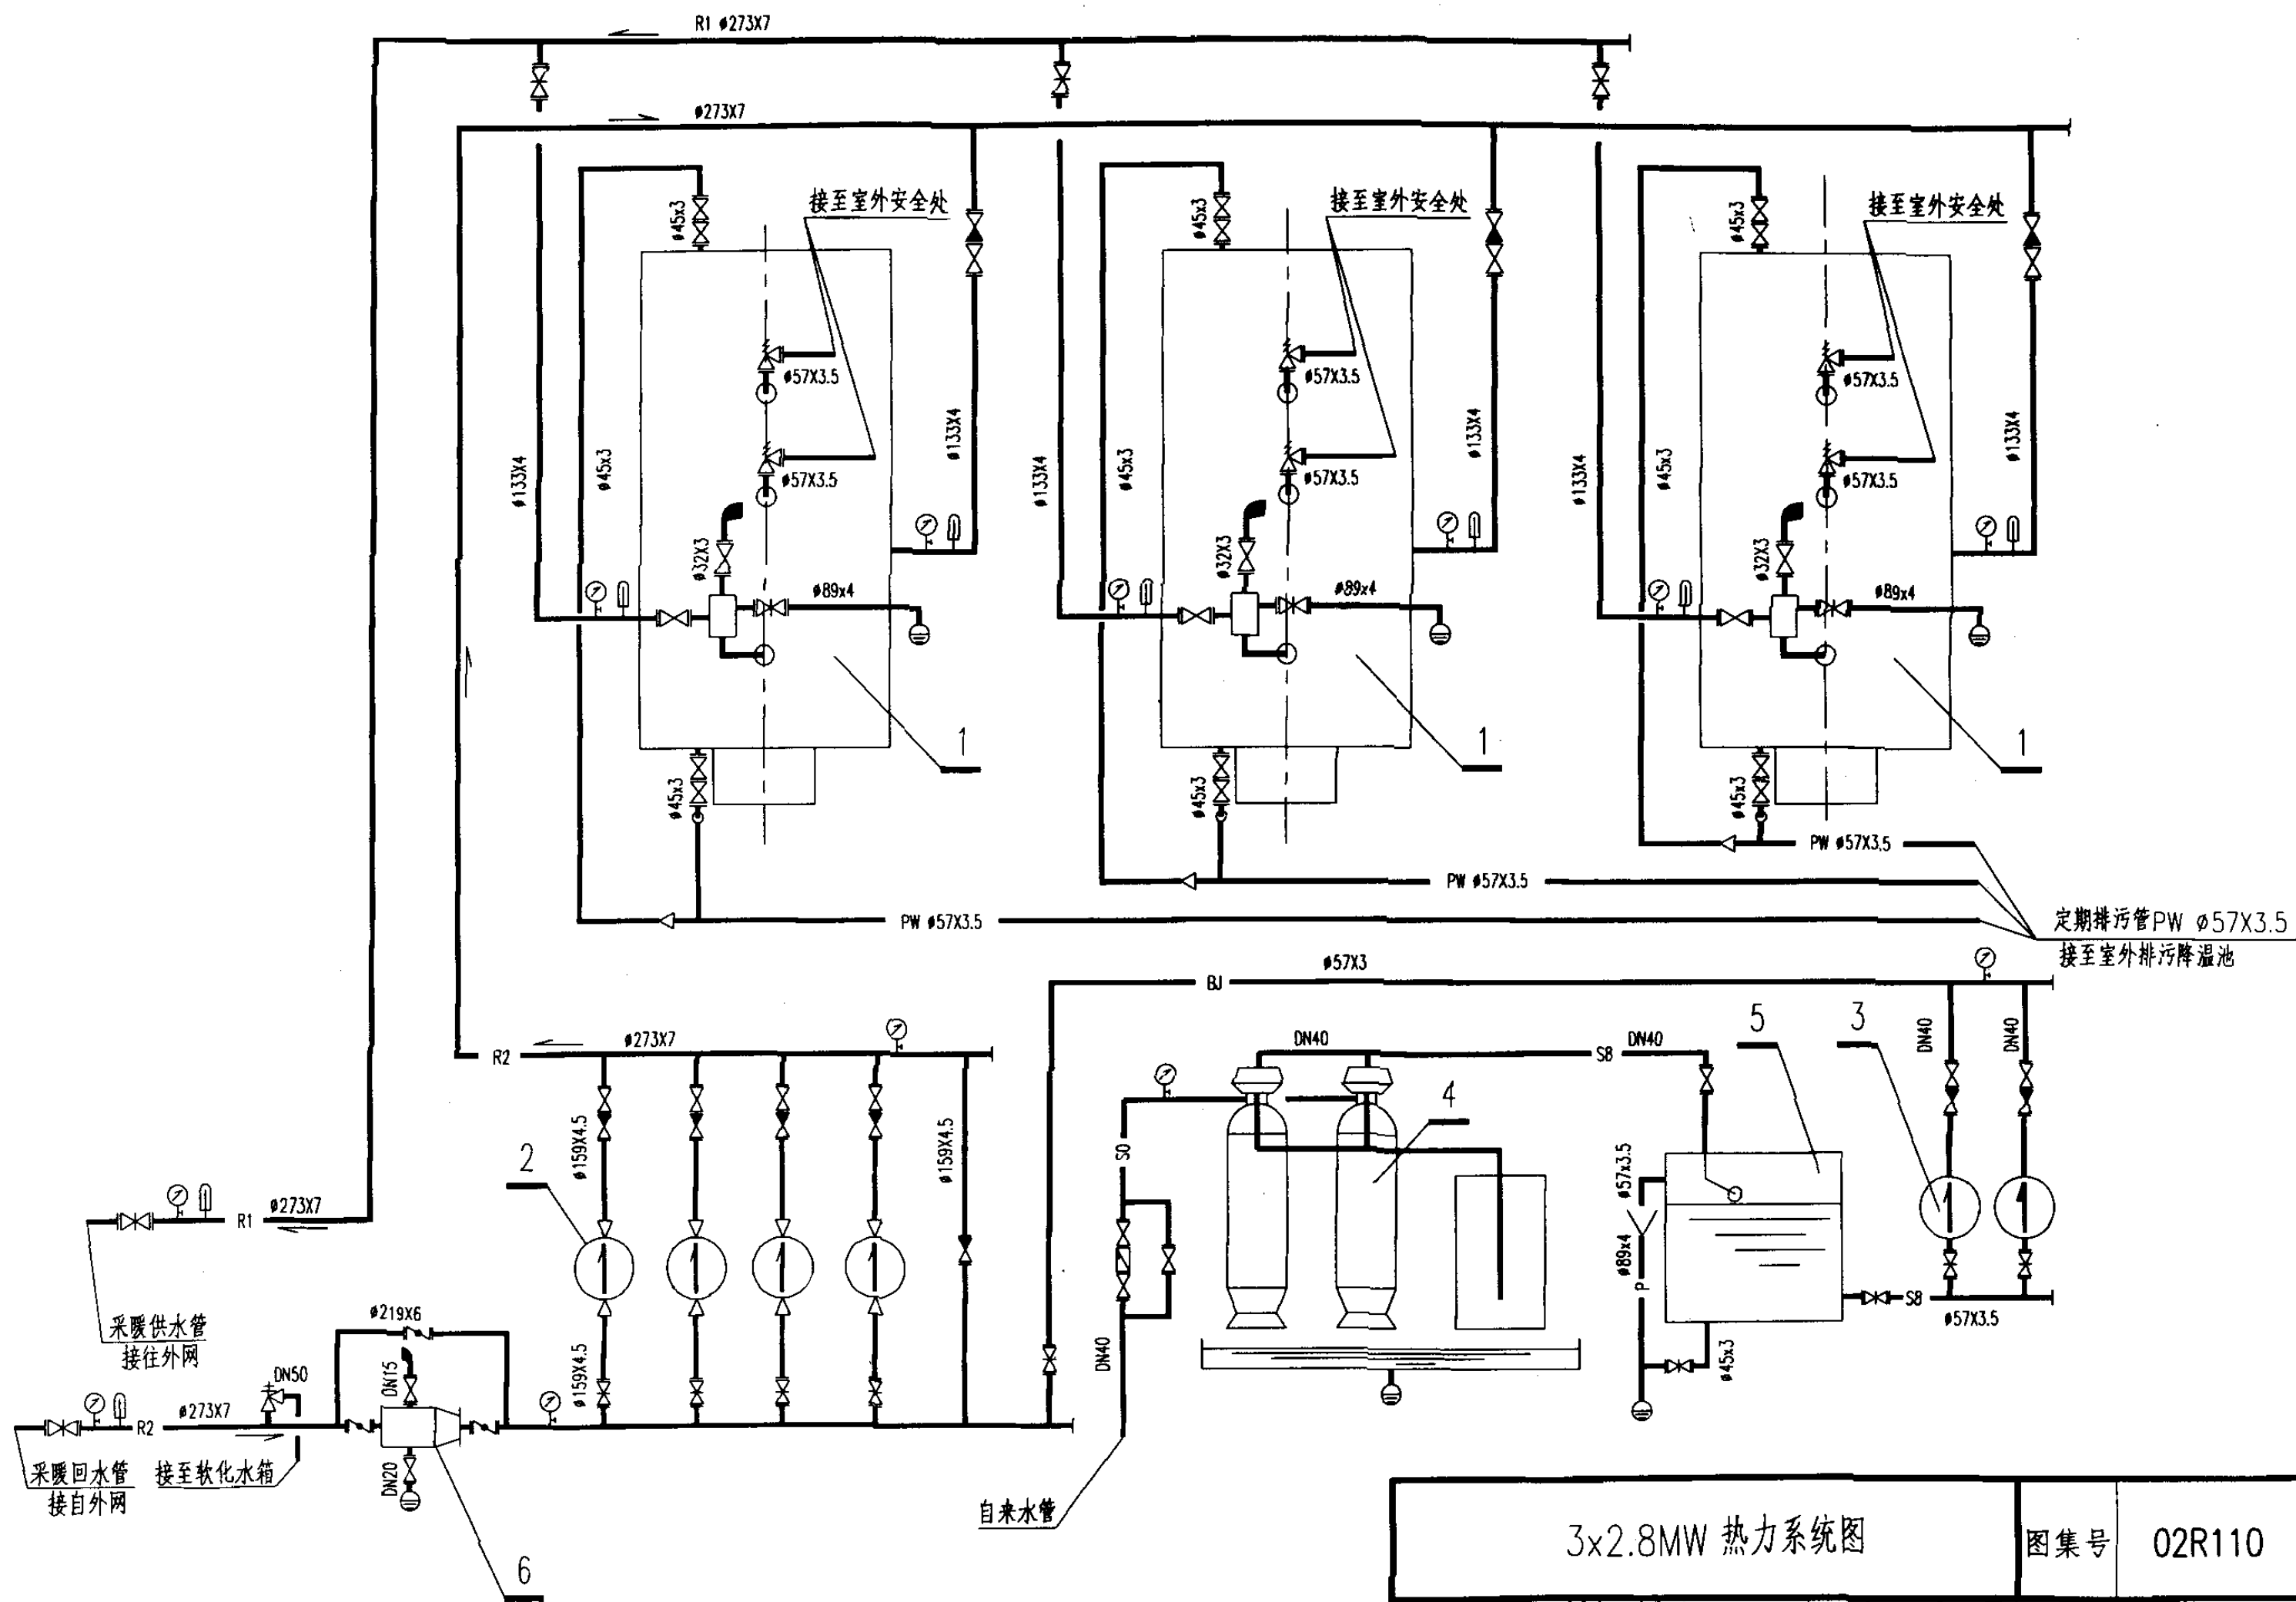 R1 ø273X7
ø273X7
接至室外安全处
接至室外安全处
接至室外安全处
ø45x3
ø45x3
ø45x3
ø57X3.5
ø57X3.5
ø57X3.5
ø133X4
ø45x3
ø57X3.5
ø133X4
ø133X4
ø45x3
ø57X3.5
ø133X4
ø133X4
ø45x3
ø57X3.5
ø133X4
ø32X3
ø89x4
ø32X3
ø89x4
ø32X3
ø89x4
1
1
1
ø45x3
ø45x3
ø45x3
PW ø57X3.5
PW ø57X3.5
PW ø57X3.5
定期排污管PW ø57X3.5
接至室外排污降温池
ø57X3
BJ
R2
ø273X7
DN40
S8
DN40
5
3
DN40
DN40
4
2
ø159X4.5
ø159X4.5
S0
ø57x3.5
ø89x4
P
R1
ø273X7
S8
ø57X3.5
采暖供水管
接往外网
ø219X6
DN15
DN50
ø159X4.5
DN40
ø45x3
R2
ø273X7
DN20
采暖回水管
接自外网
接至软化水箱
6
自来水管
3x2.8MW 热力系统图
图集号
02R110